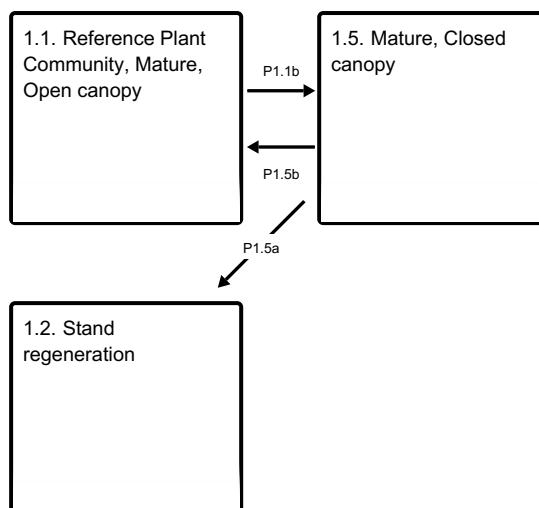 1.1. Reference Plant
Community, Mature,
Open canopy
P1.1b
1.5. Mature, Closed
canopy
P1.5b
P1.5a
1.2. Stand
regeneration